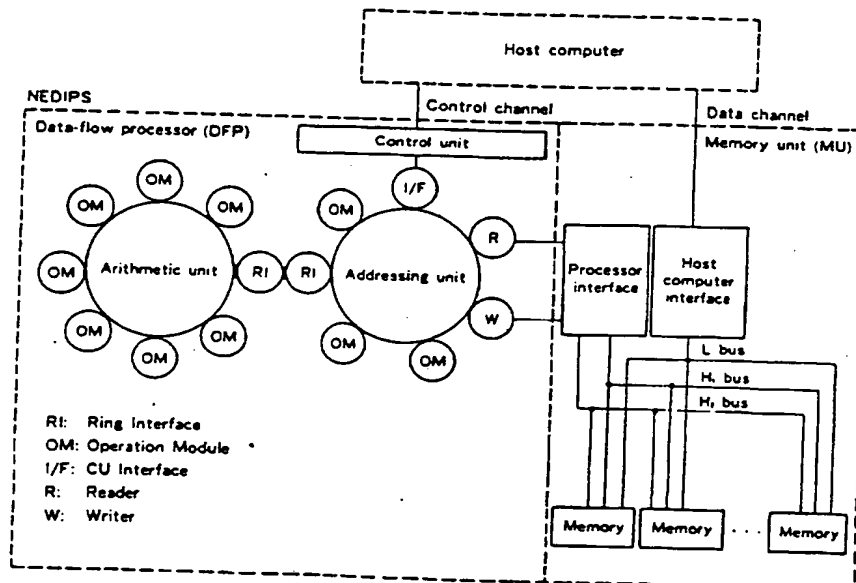 Host computer
NEDIPS
Control channel
Data channel
Data-flow processor (DFP)
Control unit
Memory unit (MU)
OM
OM
OM
OM
OM
OM
OM
OM
Arithmetic unit
RI
RI
I/F
OM
Addressing unit
R
W
OM
OM
Processor
interface
Host
computer
interface
L bus
H₁ bus
H₂ bus
RI: Ring Interface
OM: Operation Module
I/F: CU Interface
R: Reader
W: Writer
Memory
Memory
....
Memory